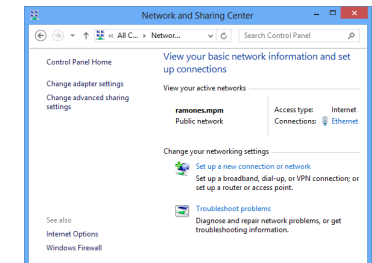 Network and Sharing Center
« All C... ▸ Networ...
Search Control Panel
Control Panel Home
Change adapter settings
Change advanced sharing
settings
See also
Internet Options
Windows Firewall
View your basic network information and set
up connections
View your active networks
ramones.mpm
Public network
Access type: Internet
Connections: Ethernet
Change your networking settings
Set up a new connection or network
Set up a broadband, dial-up, or VPN connection; or
set up a router or access point.
Troubleshoot problems
Diagnose and repair network problems, or get
troubleshooting information.